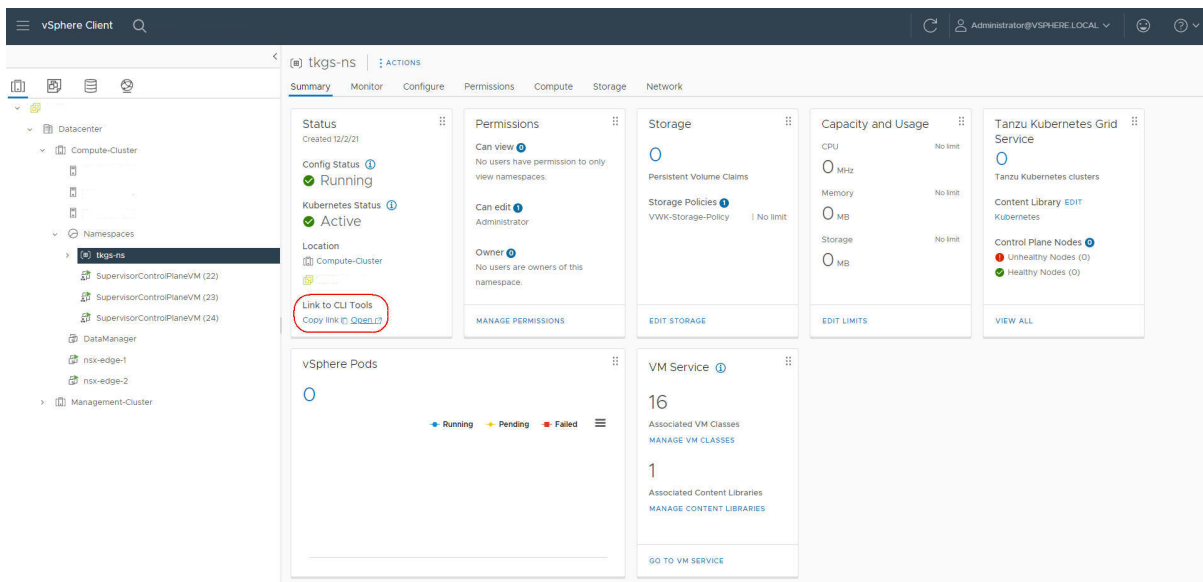 vSphere Client
Administrator@VSPHERE.LOCAL
tkgs-ns
ACTIONS
Summary Monitor Configure Permissions Compute Storage Network
Datacenter
Compute-Cluster
Namespaces
tkgs-ns
SupervisorControlPlaneVM (22)
SupervisorControlPlaneVM (23)
SupervisorControlPlaneVM (24)
DataManager
nsx-edge-1
nsx-edge-2
Management-Cluster
Status
Created 12/2/21
Config Status
Running
Kubernetes Status
Active
Location
Compute-Cluster
Link to CLI Tools
Copy link Open
Permissions
Can view 0
No users have permission to only
view namespaces.
Can edit 1
Administrator
Owner 0
No users are owners of this
namespace.
MANAGE PERMISSIONS
Storage
0
Persistent Volume Claims
Storage Policies 1
VWK-Storage-Policy | No limit
EDIT STORAGE
Capacity and Usage
CPU No limit
0 MHz
Memory No limit
0 MB
Storage No limit
0 MB
EDIT LIMITS
Tanzu Kubernetes Grid
Service
0
Tanzu Kubernetes clusters
Content Library EDIT
Kubernetes
Control Plane Nodes 0
Unhealthy Nodes (0)
Healthy Nodes (0)
VIEW ALL
vSphere Pods
0
Running Pending Failed
VM Service
16
Associated VM Classes
MANAGE VM CLASSES
1
Associated Content Libraries
MANAGE CONTENT LIBRARIES
GO TO VM SERVICE